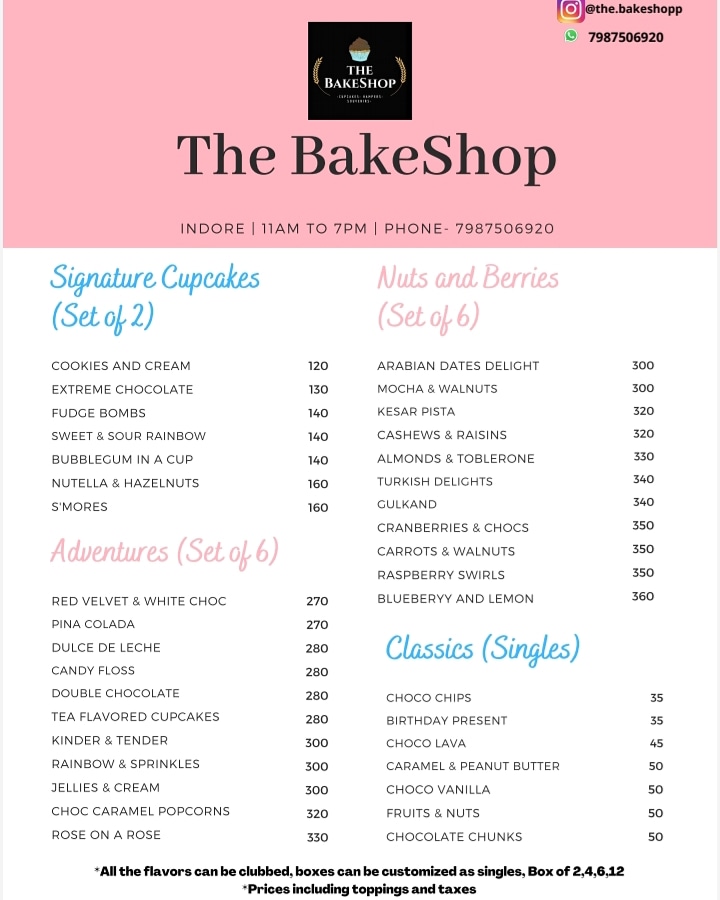 @the.bakeshopp
7987506920
THE
BAKESHOP
-CUPCAKES· HAMPERS-
SOUVENIRS-
The BakeShop
INDORE | 11AM TO 7PM | PHONE- 7987506920
Signature Cupcakes
(Set of 2)
COOKIES AND CREAM 120
EXTREME CHOCOLATE 130
FUDGE BOMBS 140
SWEET & SOUR RAINBOW 140
BUBBLEGUM IN A CUP 140
NUTELLA & HAZELNUTS 160
S'MORES 160
Adventures (Set of 6)
RED VELVET & WHITE CHOC 270
PINA COLADA 270
DULCE DE LECHE 280
CANDY FLOSS 280
DOUBLE CHOCOLATE 280
TEA FLAVORED CUPCAKES 280
KINDER & TENDER 300
RAINBOW & SPRINKLES 300
JELLIES & CREAM 300
CHOC CARAMEL POPCORNS 320
ROSE ON A ROSE 330
Nuts and Berries
(Set of 6)
ARABIAN DATES DELIGHT 300
MOCHA & WALNUTS 300
KESAR PISTA 320
CASHEWS & RAISINS 320
ALMONDS & TOBLERONE 330
TURKISH DELIGHTS 340
GULKAND 340
CRANBERRIES & CHOCS 350
CARROTS & WALNUTS 350
RASPBERRY SWIRLS 350
BLUEBERYY AND LEMON 360
Classics (Singles)
CHOCO CHIPS 35
BIRTHDAY PRESENT 35
CHOCO LAVA 45
CARAMEL & PEANUT BUTTER 50
CHOCO VANILLA 50
FRUITS & NUTS 50
CHOCOLATE CHUNKS 50
*All the flavors can be clubbed, boxes can be customized as singles, Box of 2,4,6,12
*Prices including toppings and taxes